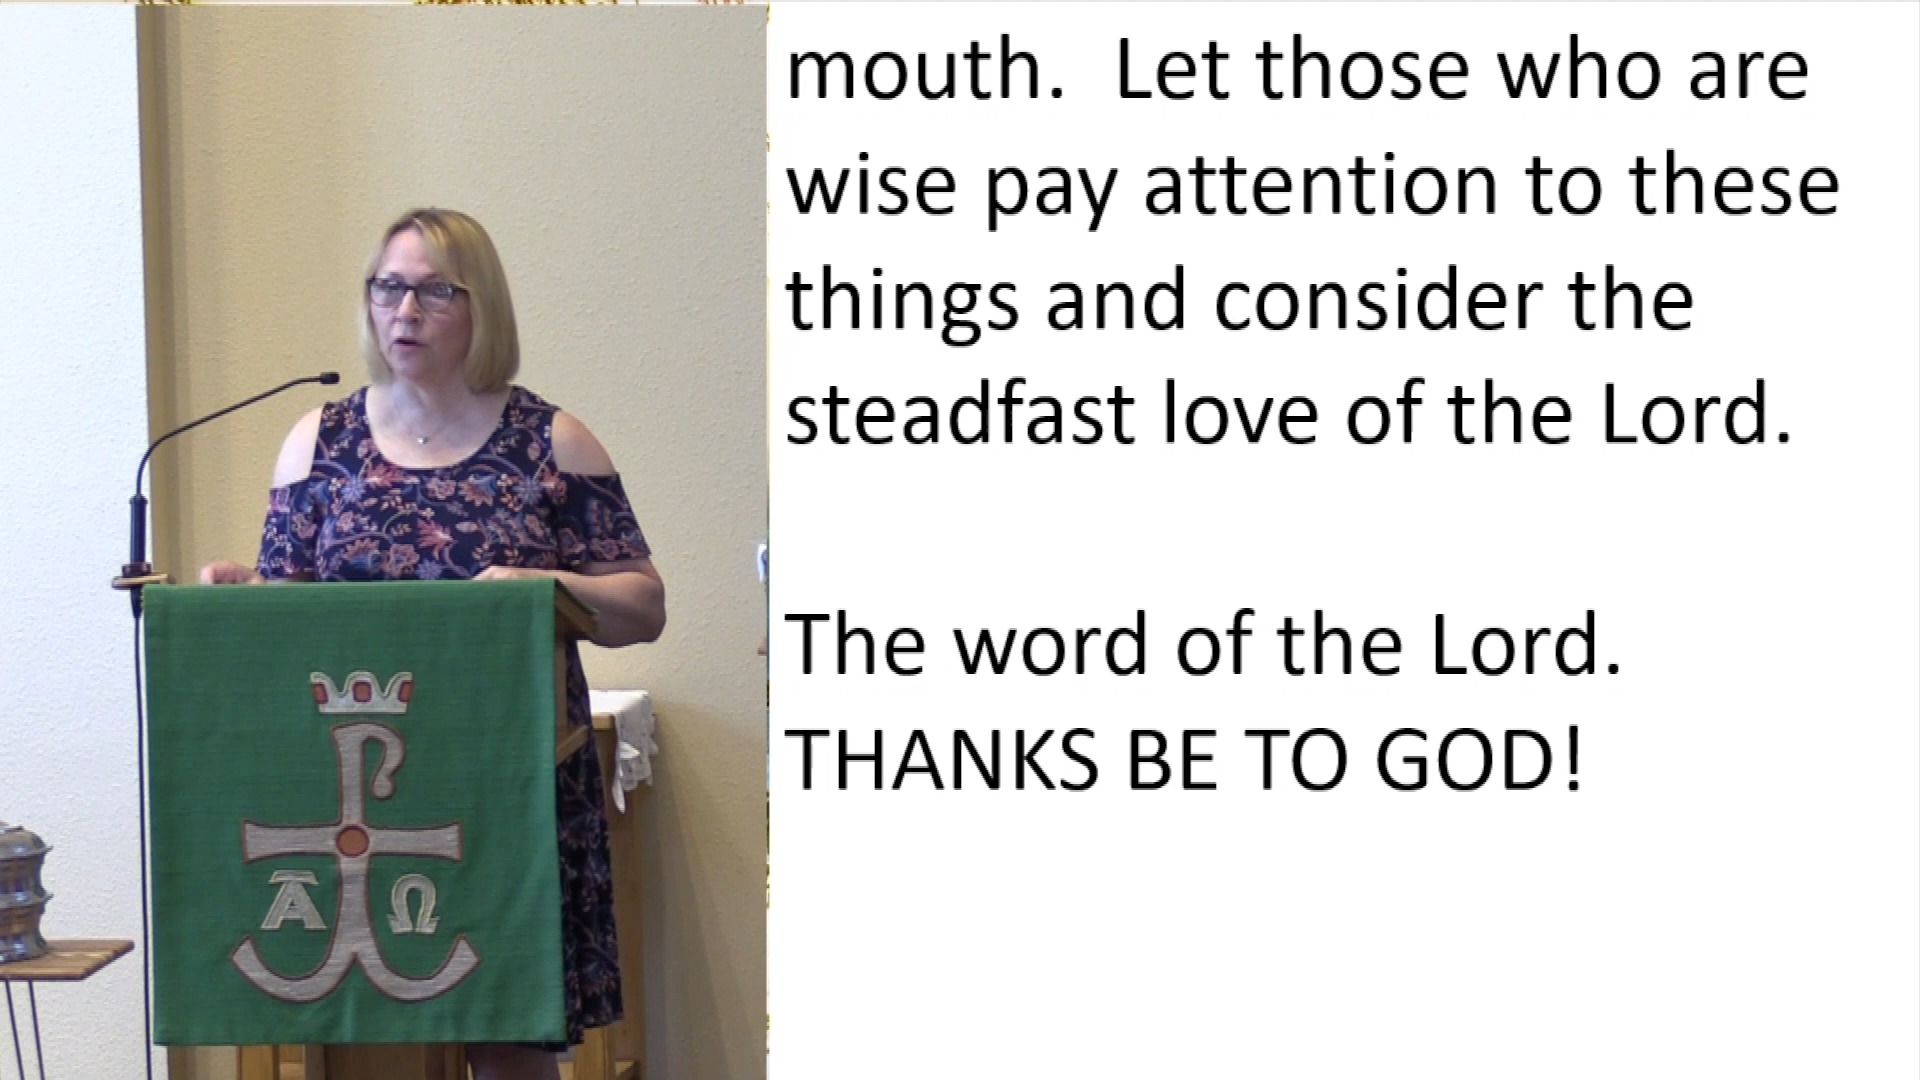 mouth.  Let those who are
wise pay attention to these
things and consider the
steadfast love of the Lord.
The word of the Lord.
THANKS BE TO GOD!
Α Ω